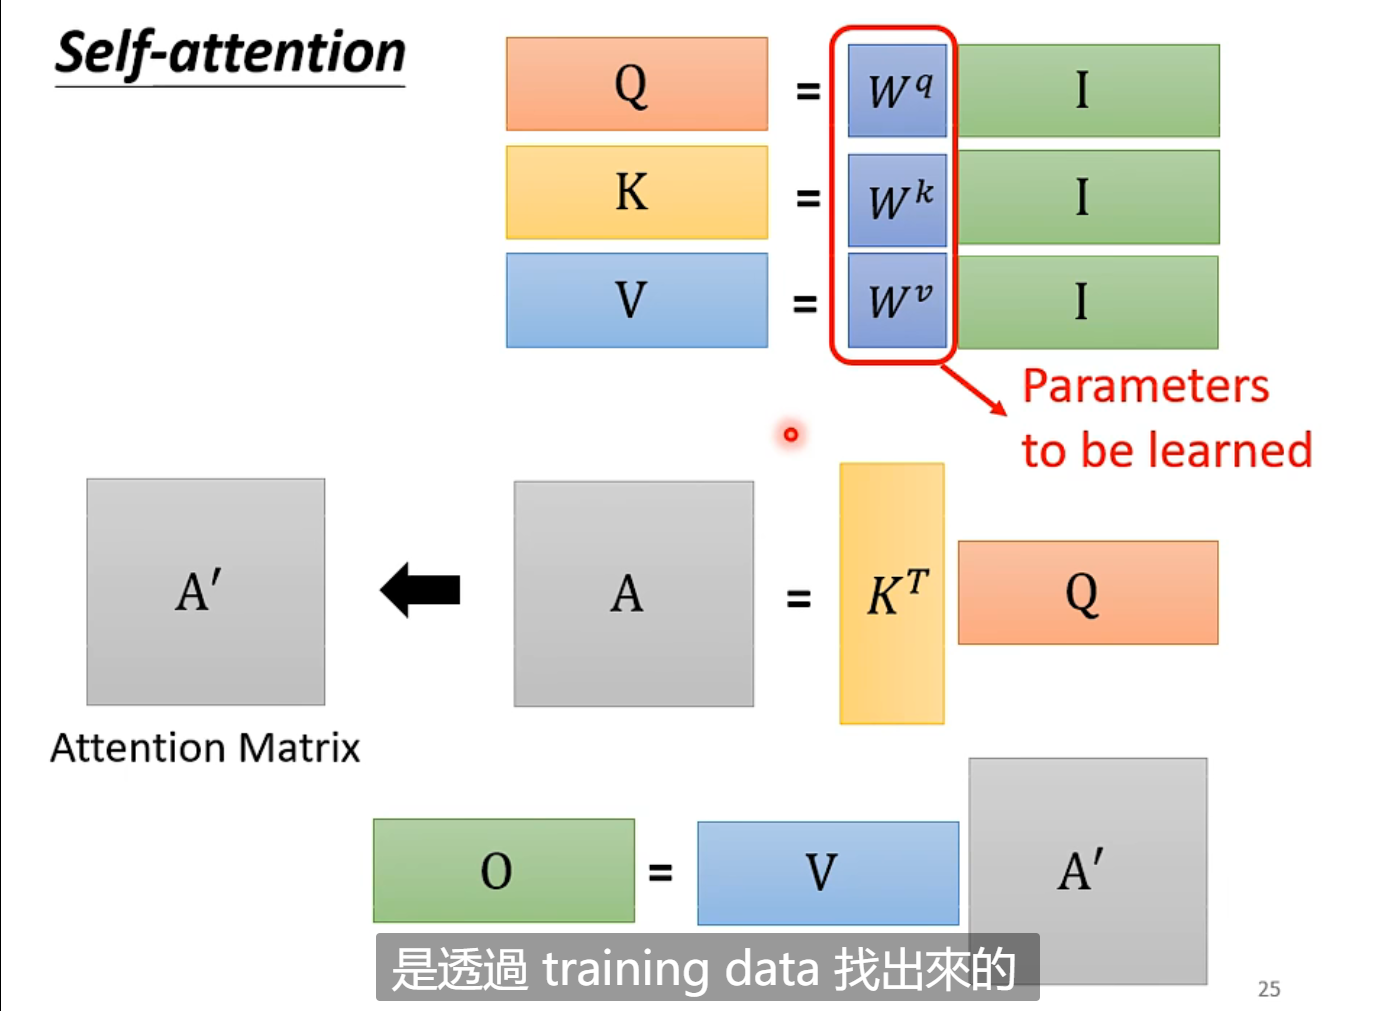 Self-attention
Q = W^q I
K = W^k I
V = W^v I
Parameters
to be learned
A′ A = K^T Q
Attention Matrix
O = V A′
是透過 training data 找出來的
25